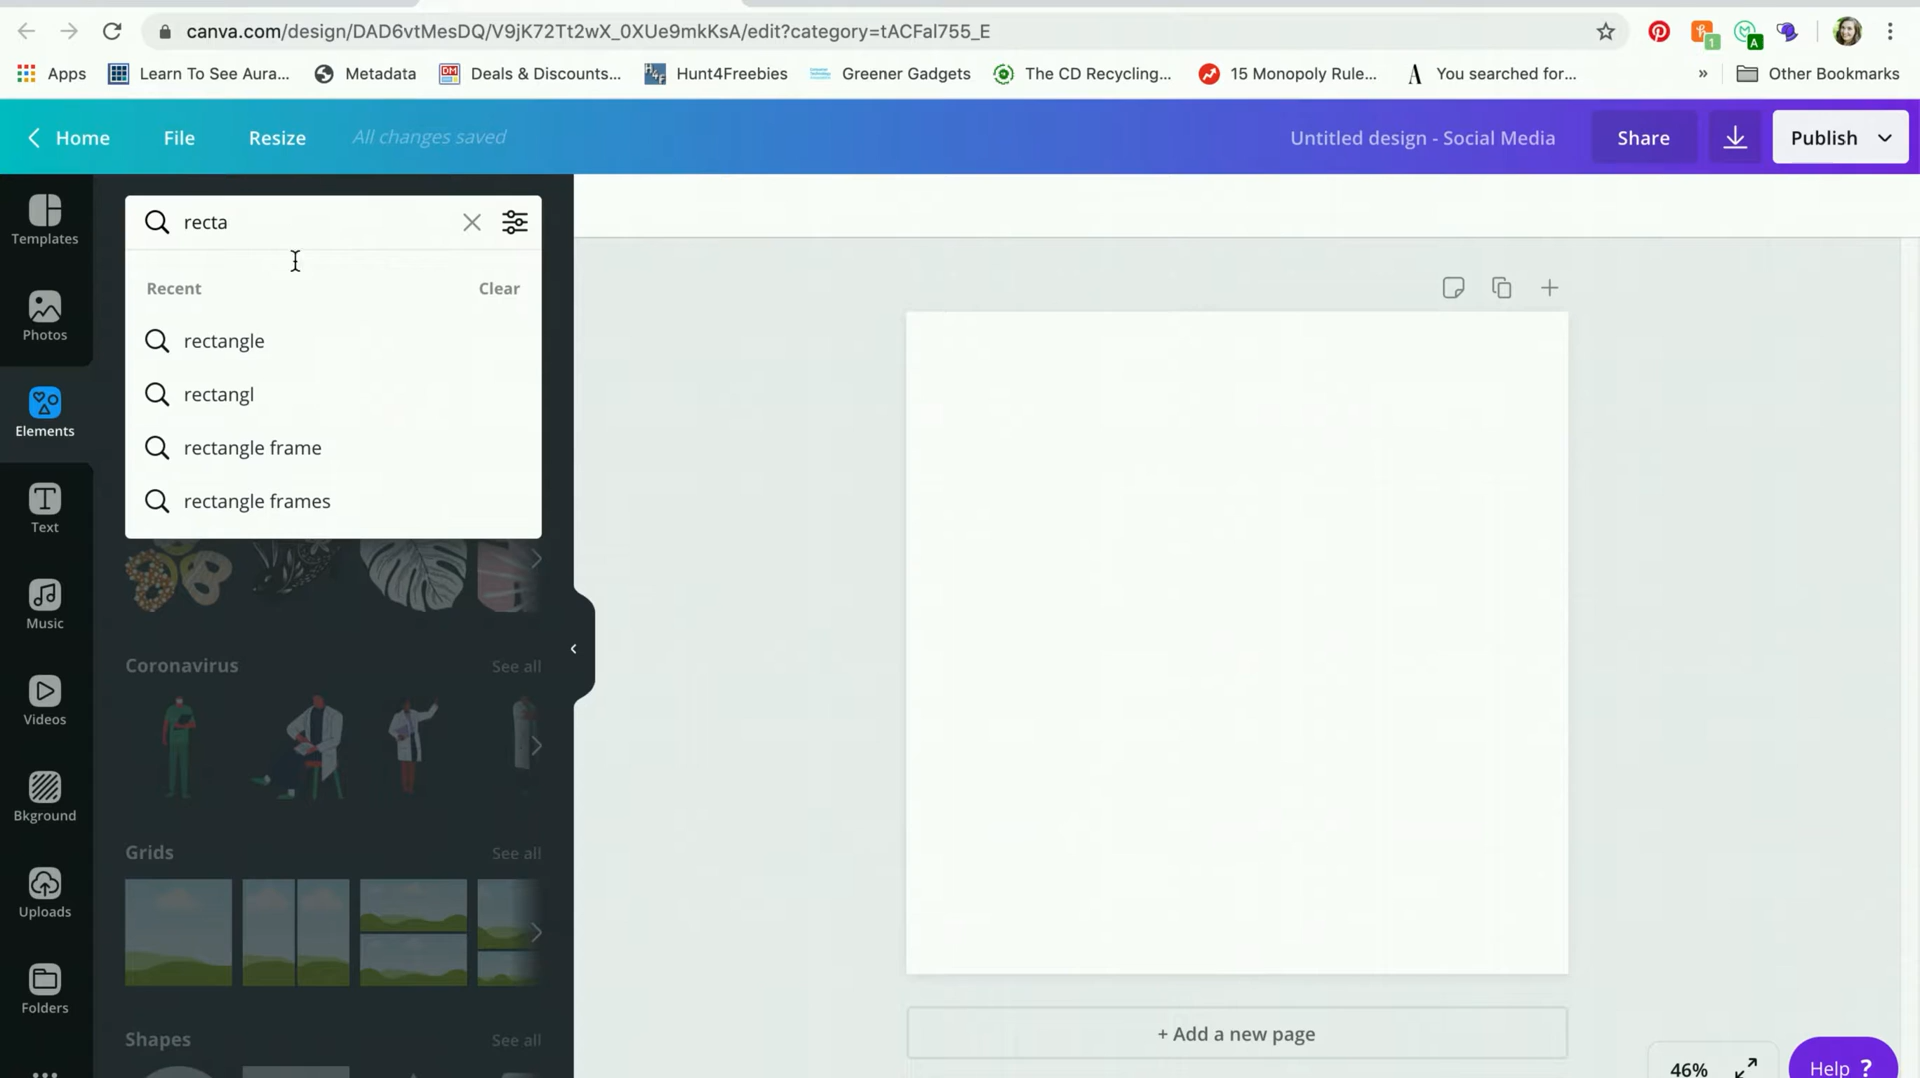 canva.com/design/DAD6vtMesDQ/V9jK72Tt2wX_0XUe9mkKsA/edit?category=tACFal755_E
1
A
Apps
Learn To See Aura...
Metadata
DM
Deals & Discounts...
H4F
Hunt4Freebies
Greener Gadgets
The CD Recycling...
15 Monopoly Rule...
You searched for...
»
Other Bookmarks
Home
File
Resize
All changes saved
Untitled design - Social Media
Share
Publish
Templates
Photos
Elements
Text
Music
Videos
Bkground
Uploads
Folders
recta
Recent
Clear
rectangle
rectangl
rectangle frame
rectangle frames
Coronavirus
See all
Grids
See all
Shapes
See all
+ Add a new page
46%
Help ?